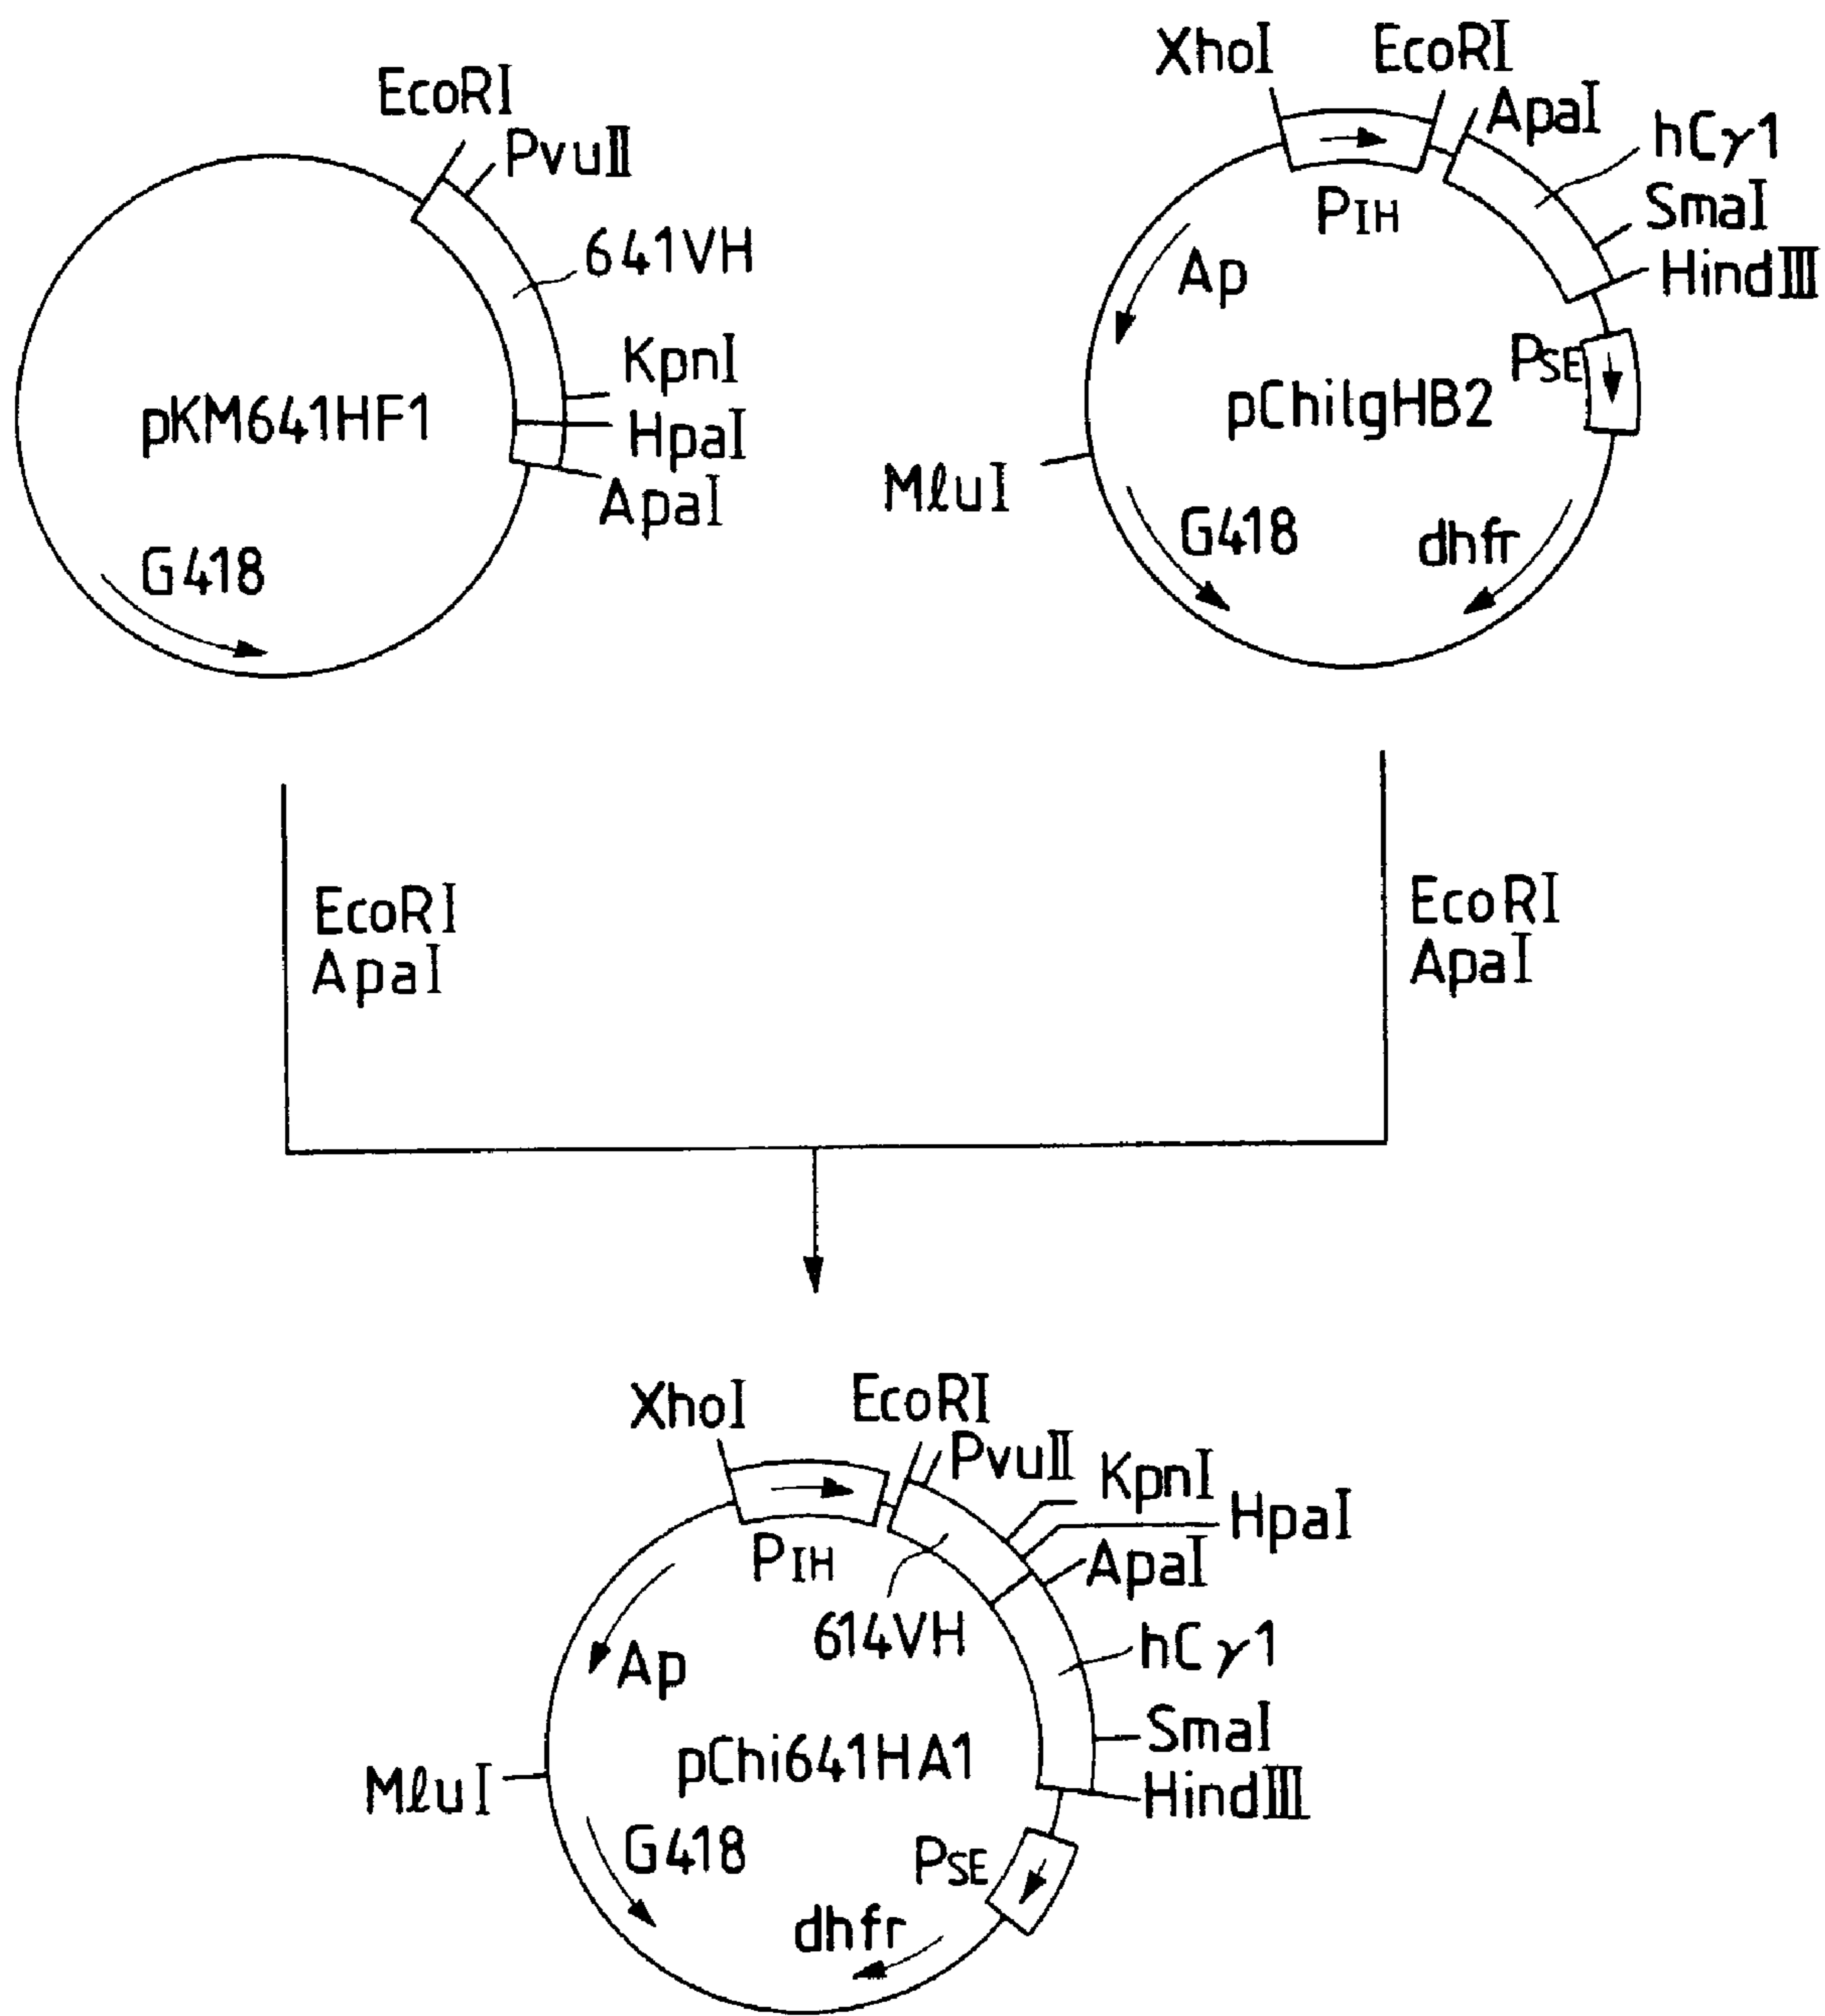 EcoRI
PvuII
641VH
KpnI
HpaI
ApaI
pKM641HF1
G418
XhoI
EcoRI
ApaI
hCγ1
SmaI
HindIII
PIH
Ap
PSE
pChiIgHB2
MluI
G418
dhfr
EcoRI
ApaI
EcoRI
ApaI
XhoI
EcoRI
PvuII
KpnI
HpaI
ApaI
PIH
614VH
hCγ1
Ap
SmaI
pChi641HA1
HindIII
MluI
G418
PSE
dhfr